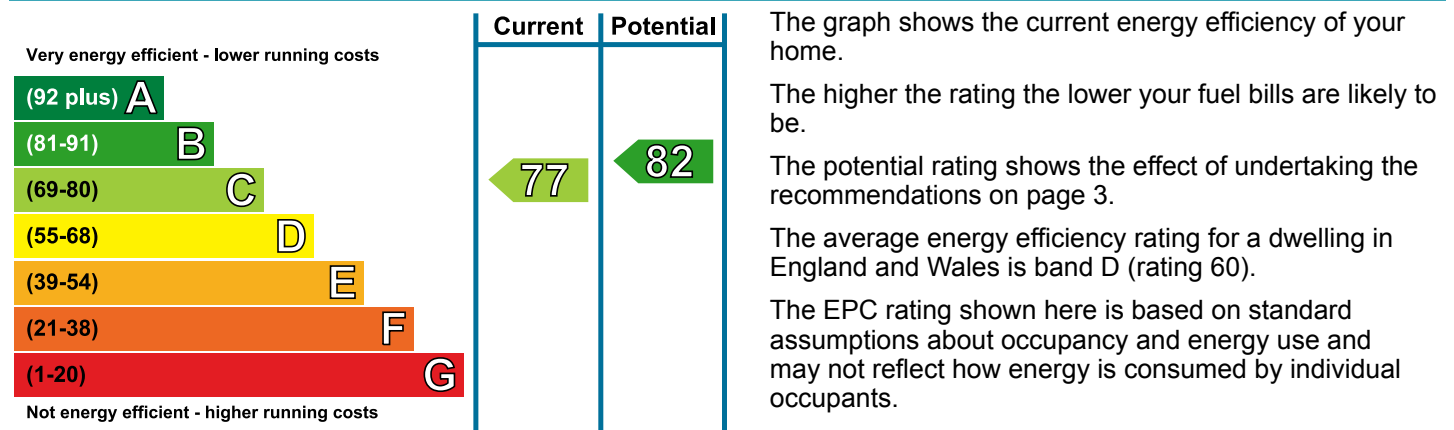 Current Potential
Very energy efficient - lower running costs
(92 plus) A
(81-91) B
(69-80) C
(55-68) D
(39-54) E
(21-38) F
(1-20) G
Not energy efficient - higher running costs
77
82
The graph shows the current energy efficiency of your
home.
The higher the rating the lower your fuel bills are likely to
be.
The potential rating shows the effect of undertaking the
recommendations on page 3.
The average energy efficiency rating for a dwelling in
England and Wales is band D (rating 60).
The EPC rating shown here is based on standard
assumptions about occupancy and energy use and
may not reflect how energy is consumed by individual
occupants.